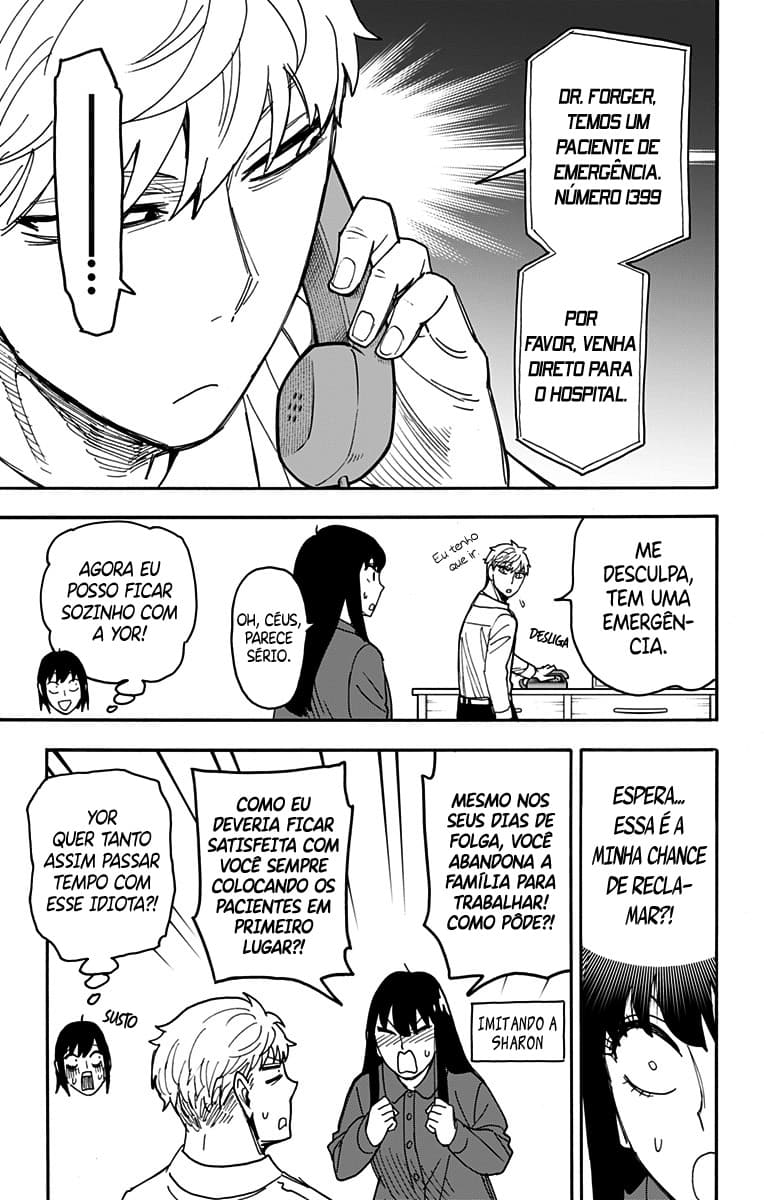 DR. FORGER,
TEMOS UM
PACIENTE DE
EMERGÊNCIA.
NÚMERO 1399
POR
FAVOR, VENHA
DIRETO PARA
O HOSPITAL.
!...
ME
DESCULPA,
TEM UMA
EMERGÊN-
CIA.
DESLIGA
Eu tenho
que ir.
OH, CÉUS,
PARECE
SÉRIO.
AGORA EU
POSSO FICAR
SOZINHO COM
A YOR!
ESPERA...
ESSA É A
MINHA CHANCE
DE RECLA-
MAR?!
MESMO NOS
SEUS DIAS DE
FOLGA, VOCÊ
ABANDONA A
FAMÍLIA PARA
TRABALHAR!
COMO PÔDE?!
IMITANDO A
SHARON
COMO EU
DEVERIA FICAR
SATISFEITA COM
VOCÊ SEMPRE
COLOCANDO OS
PACIENTES EM
PRIMEIRO
LUGAR?!
YOR
QUER TANTO
ASSIM PASSAR
TEMPO COM
ESSE IDIOTA?!
SUSTO